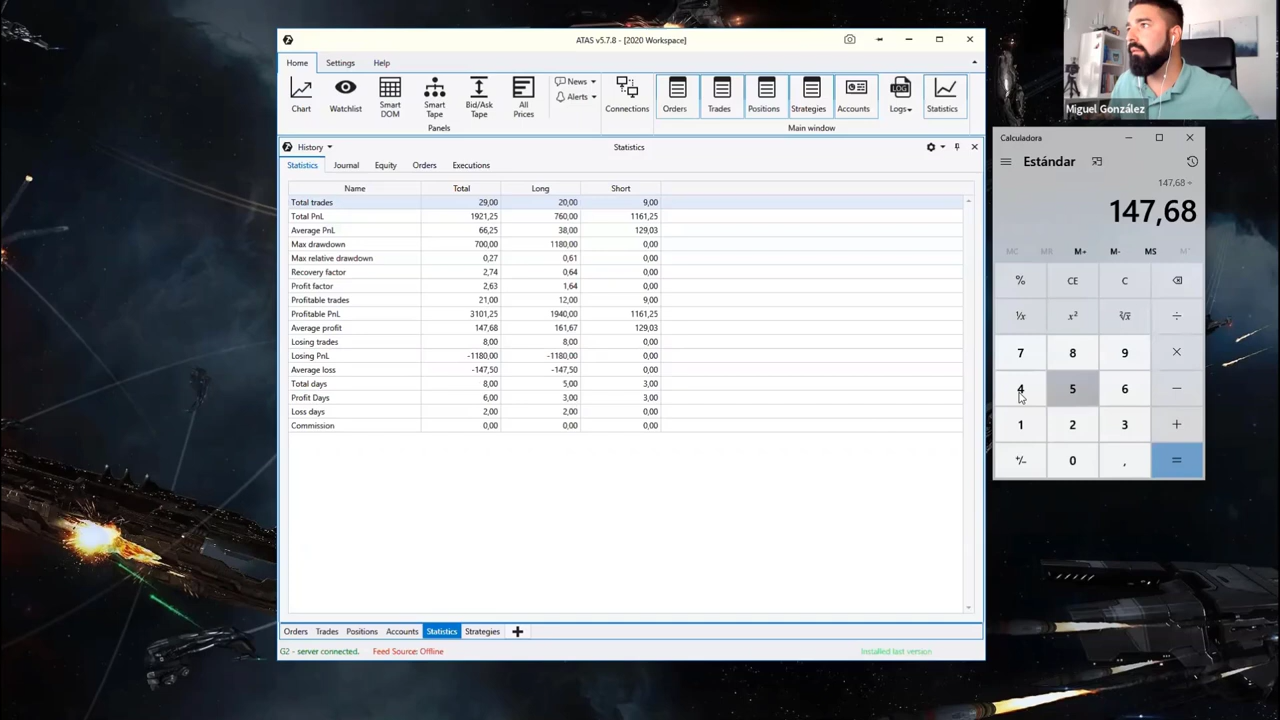 ATAS v5.7.8 - [2020 Workspace]
Home Settings Help
Chart Watchlist Smart DOM Smart Tape Bid/Ask Tape All Prices News Alerts Connections Orders Trades Positions Strategies Accounts LOG Logs Statistics
Panels Main window
History Statistics
Statistics Journal Equity Orders Executions
Name Total Long Short
Total trades 29,00 20,00 9,00
Total PnL 1921,25 760,00 1161,25
Average PnL 66,25 38,00 129,03
Max drawdown 700,00 1180,00 0,00
Max relative drawdown 0,27 0,61 0,00
Recovery factor 2,74 0,64 0,00
Profit factor 2,63 1,64 0,00
Profitable trades 21,00 12,00 9,00
Profitable PnL 3101,25 1940,00 1161,25
Average profit 147,68 161,67 129,03
Losing trades 8,00 8,00 0,00
Losing PnL -1180,00 -1180,00 0,00
Average loss -147,50 -147,50 0,00
Total days 8,00 5,00 3,00
Profit Days 6,00 3,00 3,00
Loss days 2,00 2,00 0,00
Commission 0,00 0,00 0,00
Orders Trades Positions Accounts Statistics Strategies
G2 - server connected. Feed Source: Offline Installed last version
Miguel González
Calculadora
Estándar
147,68 ÷
147,68
MC MR M+ M- MS M˅
% CE C
¹/x x² ²√x ÷
7 8 9 ×
4 5 6 −
1 2 3 +
+/- 0 , =